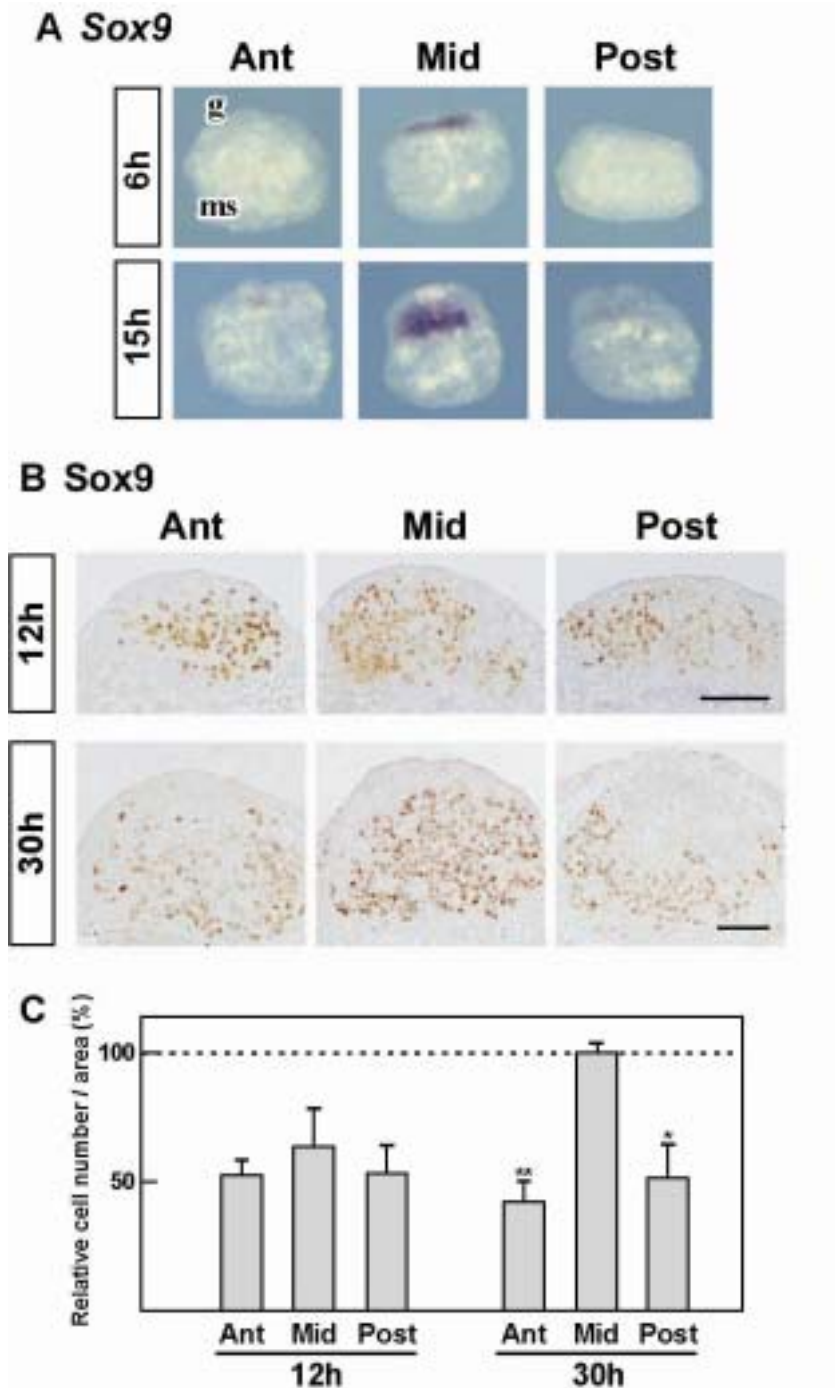 A Sox9
Ant Mid Post
6h
g
ms
15h
B Sox9
Ant Mid Post
12h
30h
C
Relative cell number / area (%)
100
50
** *
Ant Mid Post Ant Mid Post
12h 30h